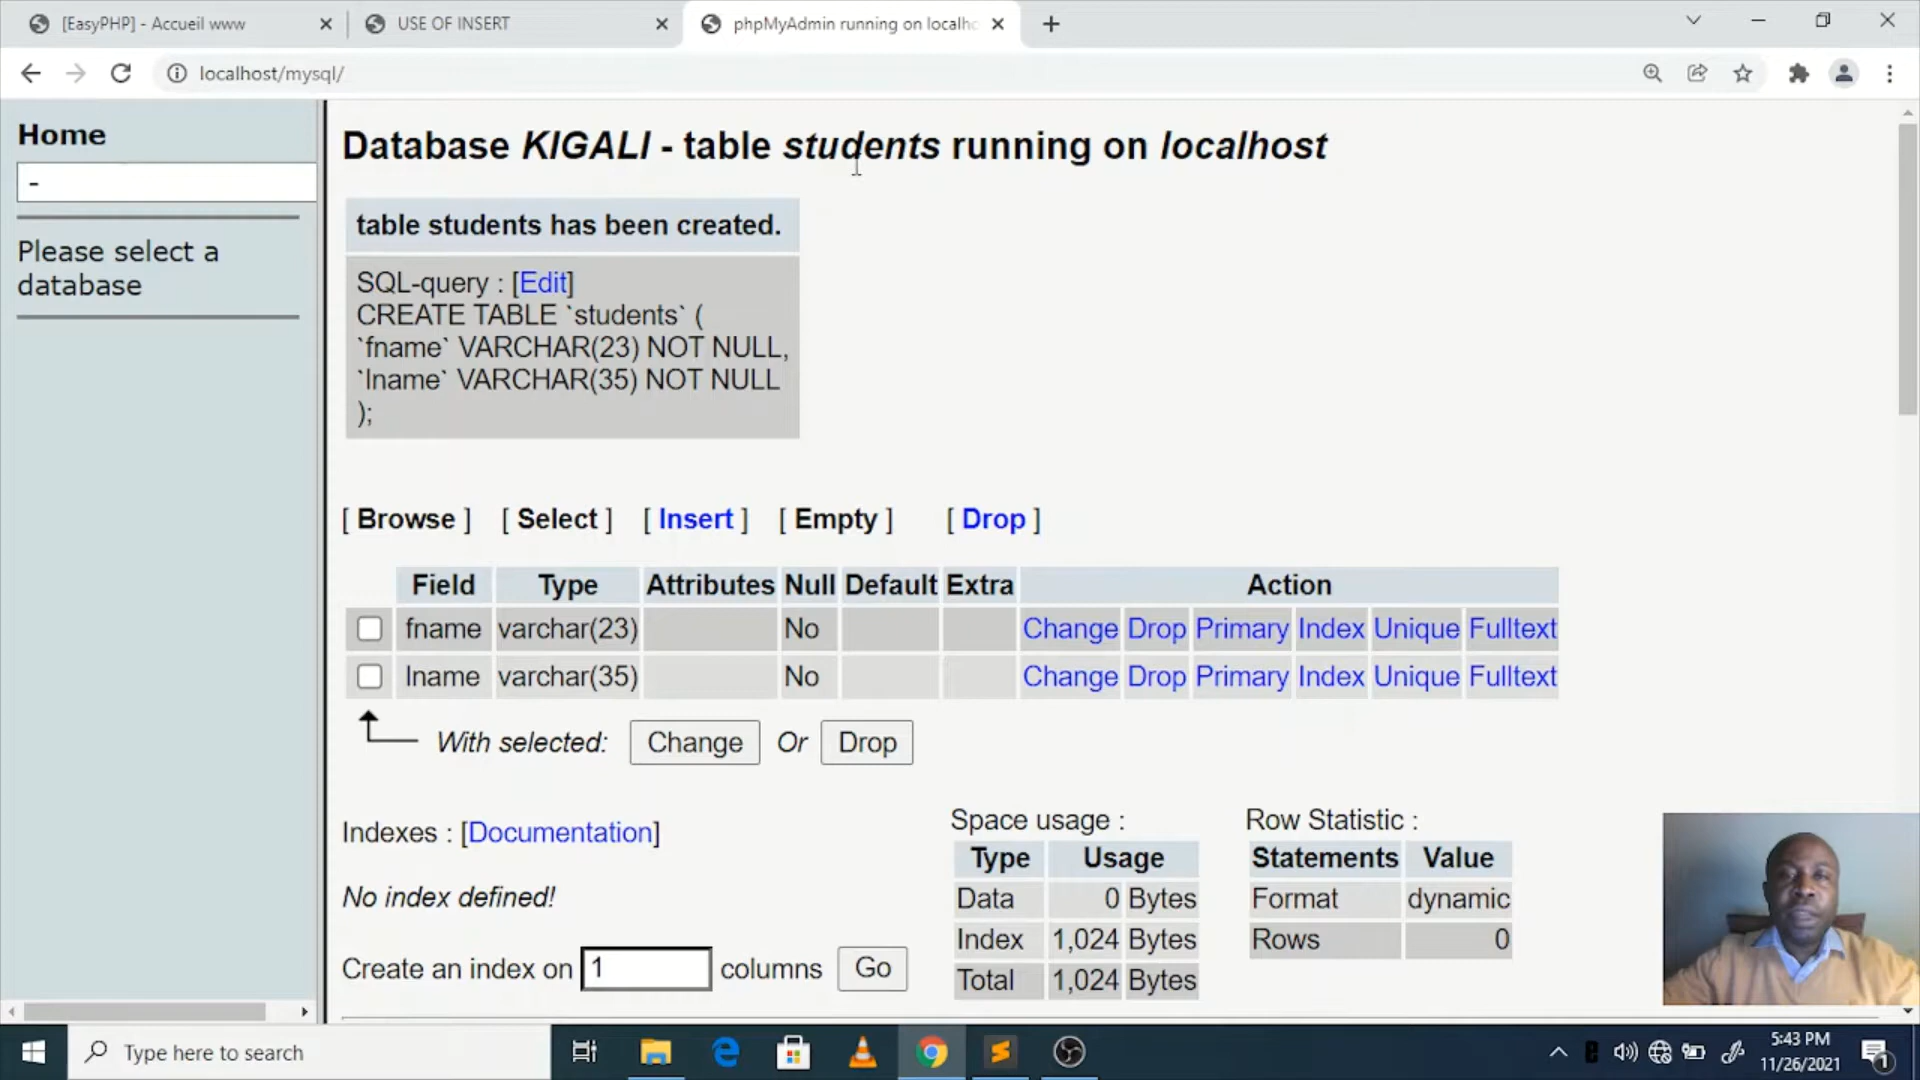 [EasyPHP] - Accueil www
USE OF INSERT
phpMyAdmin running on localho
localhost/mysql/
Home
-
Please select a
database
Database KIGALI - table students running on localhost
table students has been created.
SQL-query : [Edit]
CREATE TABLE `students` (
`fname` VARCHAR(23) NOT NULL,
`lname` VARCHAR(35) NOT NULL
);
[ Browse ] [ Select ] [ Insert ] [ Empty ] [ Drop ]
Field Type Attributes Null Default Extra Action
fname varchar(23) No Change Drop Primary Index Unique Fulltext
lname varchar(35) No Change Drop Primary Index Unique Fulltext
With selected: Change Or Drop
Indexes : [Documentation]
No index defined!
Create an index on 1 columns Go
Space usage :
Type Usage
Data 0 Bytes
Index 1,024 Bytes
Total 1,024 Bytes
Row Statistic :
Statements Value
Format dynamic
Rows 0
Type here to search
5:43 PM
11/26/2021
1